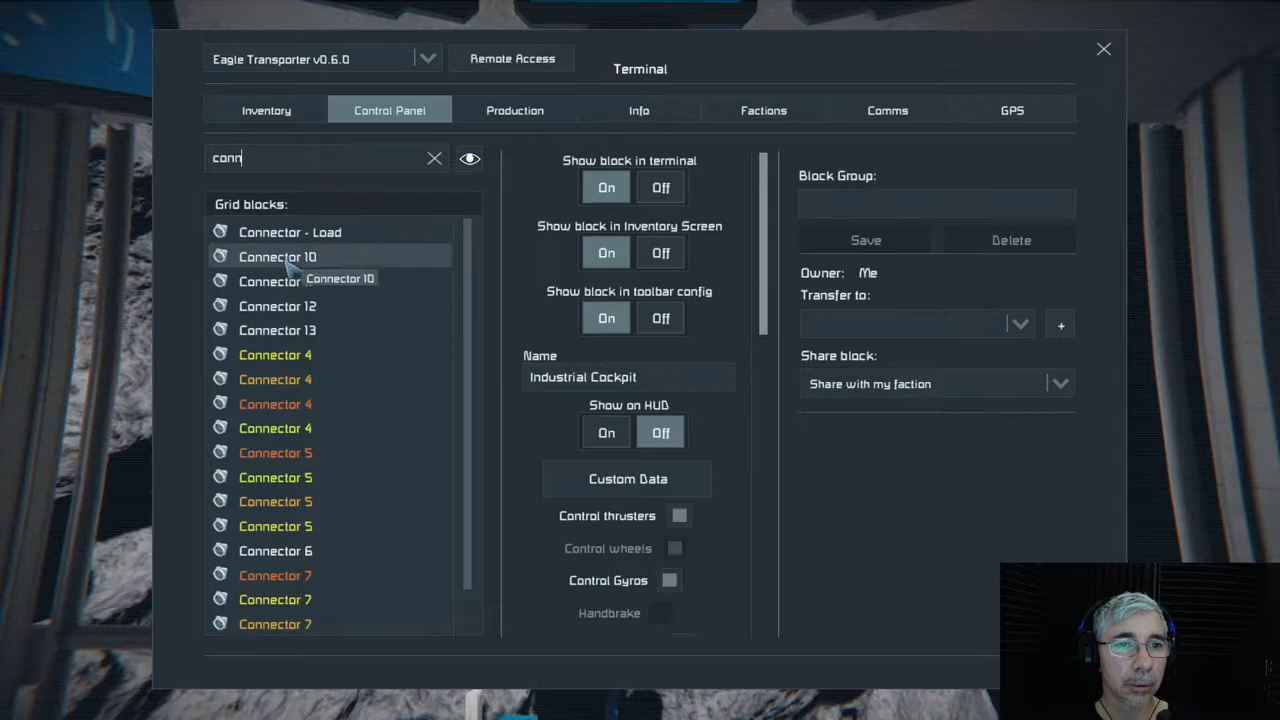 Eagle Transporter v0.6.0
Remote Access
Terminal
Inventory
Control Panel
Production
Info
Factions
Comms
GPS
conn
Grid blocks:
Connector - Load
Connector 10
Connector 10
Connector
Connector 12
Connector 13
Connector 4
Connector 4
Connector 4
Connector 4
Connector 5
Connector 5
Connector 5
Connector 5
Connector 6
Connector 7
Connector 7
Connector 7
Show block in terminal
On Off
Show block in Inventory Screen
On Off
Show block in toolbar config
On Off
Name
Industrial Cockpit
Show on HUD
On Off
Custom Data
Control thrusters
Control wheels
Control Gyros
Handbrake
Block Group:
Save Delete
Owner: Me
Transfer to:
+
Share block:
Share with my faction